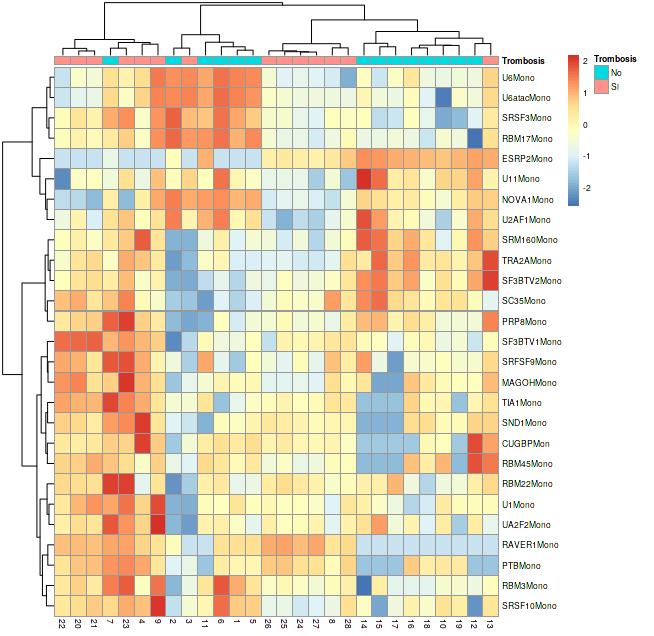 Trombosis
U6Mono
U6atacMono
SRSF3Mono
RBM17Mono
ESRP2Mono
U11Mono
NOVA1Mono
U2AF1Mono
SRM160Mono
TRA2AMono
SF3BTV2Mono
SC35Mono
PRP8Mono
SF3BTV1Mono
SRFSF9Mono
MAGOHMono
TIA1Mono
SND1Mono
CUGBPMon
RBM45Mono
RBM22Mono
U1Mono
UA2F2Mono
RAVER1Mono
PTBMono
RBM3Mono
SRSF10Mono
22 20 21 7 23 4 9 2 3 11 6 1 5 26 25 24 27 8 28 14 15 17 16 18 10 19 12 13
2
1
0
-1
-2
Trombosis
No
SI